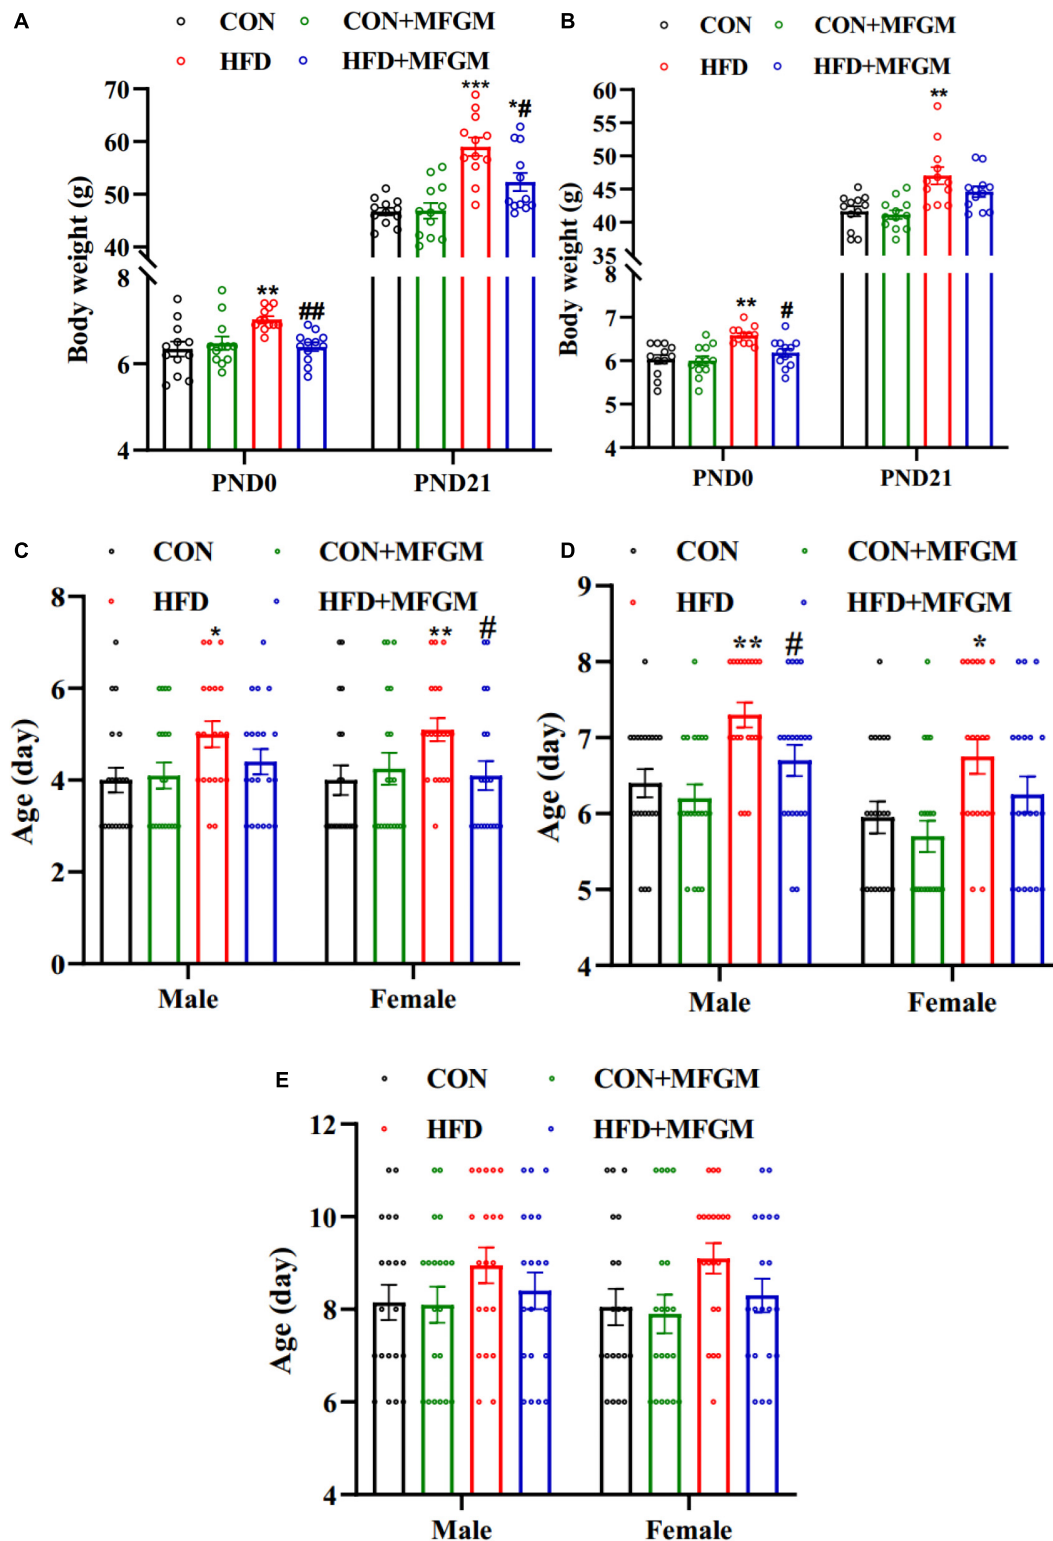 A
CON
CON+MFGM
HFD
HFD+MFGM
Body weight (g)
70
60
50
40
8
6
4
***
*#
**
##
PND0
PND21
B
CON
CON+MFGM
HFD
HFD+MFGM
Body weight (g)
60
55
50
45
40
35
8
7
6
5
4
**
**
#
PND0
PND21
C
CON
CON+MFGM
HFD
HFD+MFGM
Age (day)
8
6
4
2
0
*
**
#
Male
Female
D
CON
CON+MFGM
HFD
HFD+MFGM
Age (day)
9
8
7
6
5
4
**
#
*
Male
Female
E
CON
CON+MFGM
HFD
HFD+MFGM
Age (day)
12
10
8
6
4
Male
Female